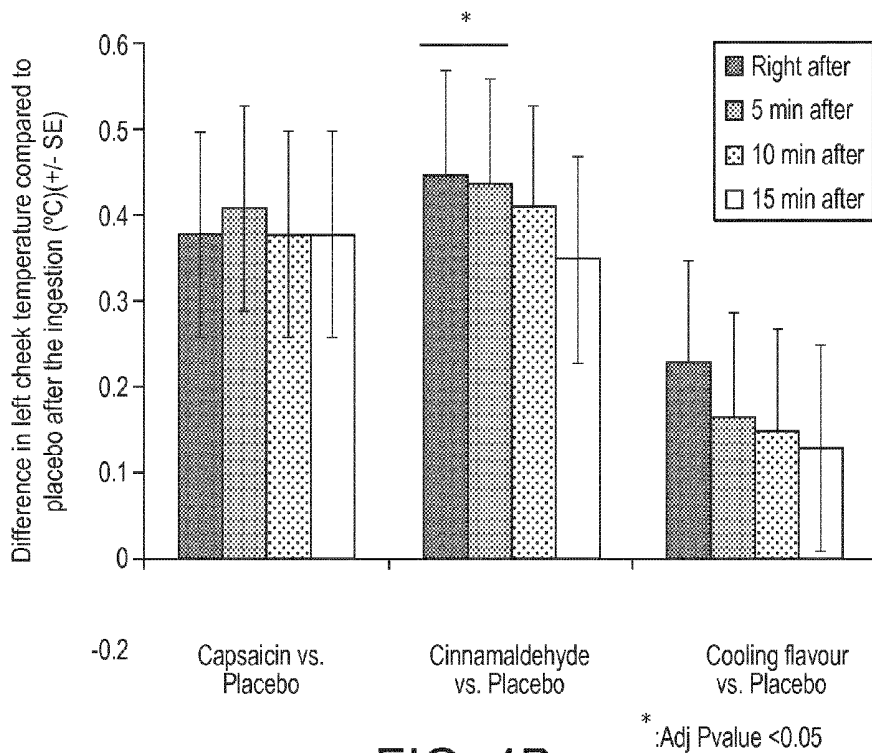 *
Difference in left cheek temperature compared to
placebo after the ingestion (ºC)(+/- SE)
0.6
0.5
0.4
0.3
0.2
0.1
0
-0.2
Right after
5 min after
10 min after
15 min after
Capsaicin vs.
Placebo
Cinnamaldehyde
vs. Placebo
Cooling flavour
vs. Placebo
*:Adj Pvalue <0.05